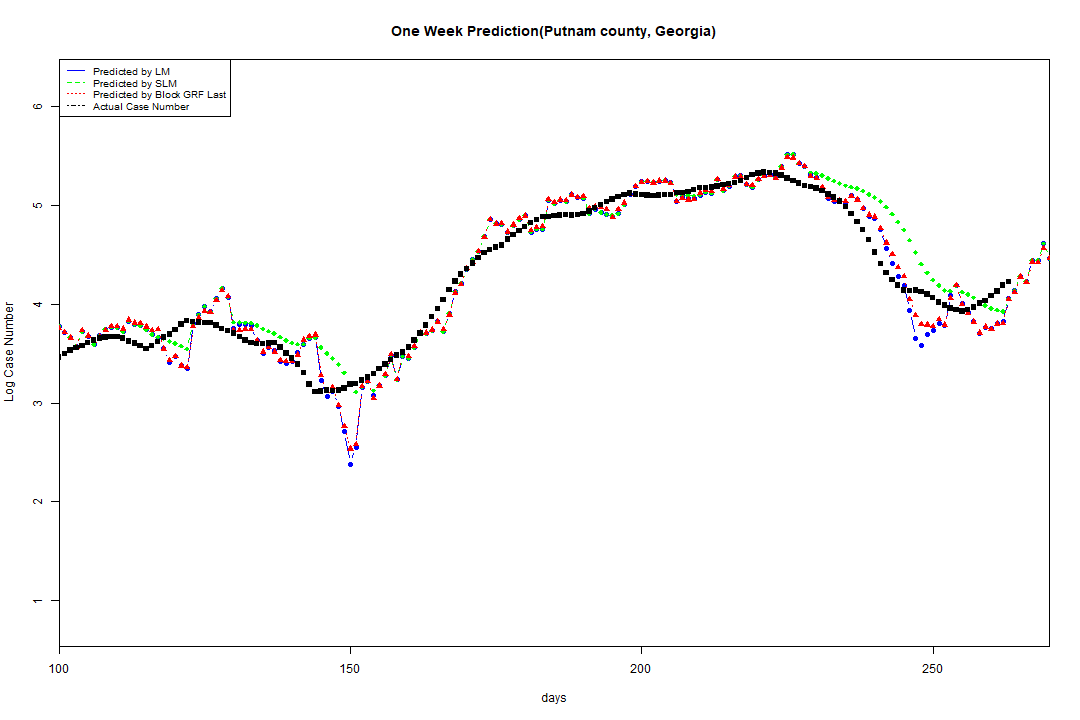 One Week Prediction(Putnam county, Georgia)
Predicted by LM
Predicted by SLM
Predicted by Block GRF Last
Actual Case Number
6
5
4
3
2
1
Log Case Number
100 150 200 250
days